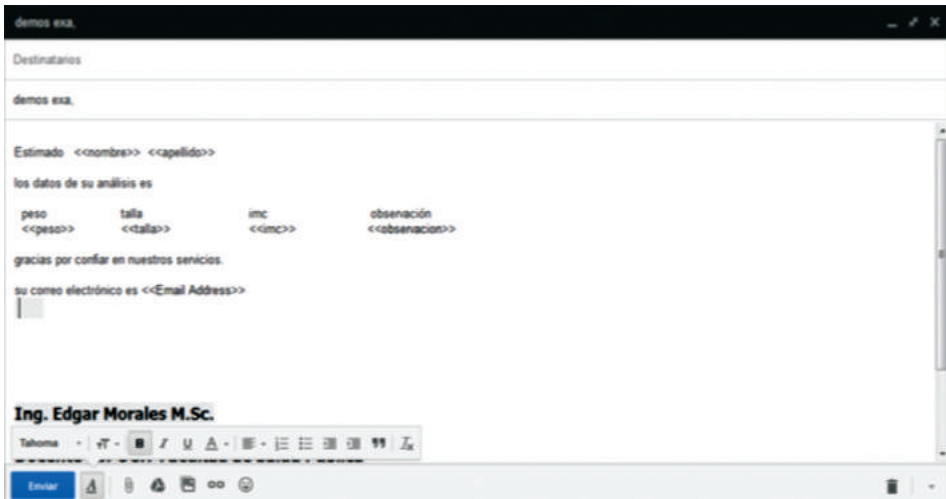 demos exa,
Destinatarios
demos exa,
Estimado <<nombre>> <<apellido>>
los datos de su análisis es
peso talla imc observación
<<peso>> <<talla>> <<imc>> <<observacion>>
gracias por confiar en nuestros servicios.
su correo electrónico es <<Email Address>>
Ing. Edgar Morales M.Sc.
Tahoma
Enviar